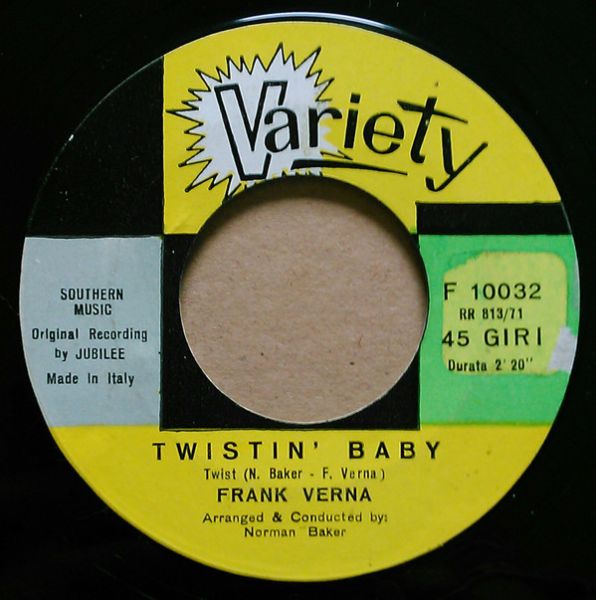 Variety
SOUTHERN
MUSIC
Original Recording
by JUBILEE
Made in Italy
F 10032
RR 813/71
45 GIRI
Durata 2' 20"
TWISTIN' BABY
Twist (N. Baker - F. Verna)
FRANK VERNA
Arranged & Conducted by:
Norman Baker